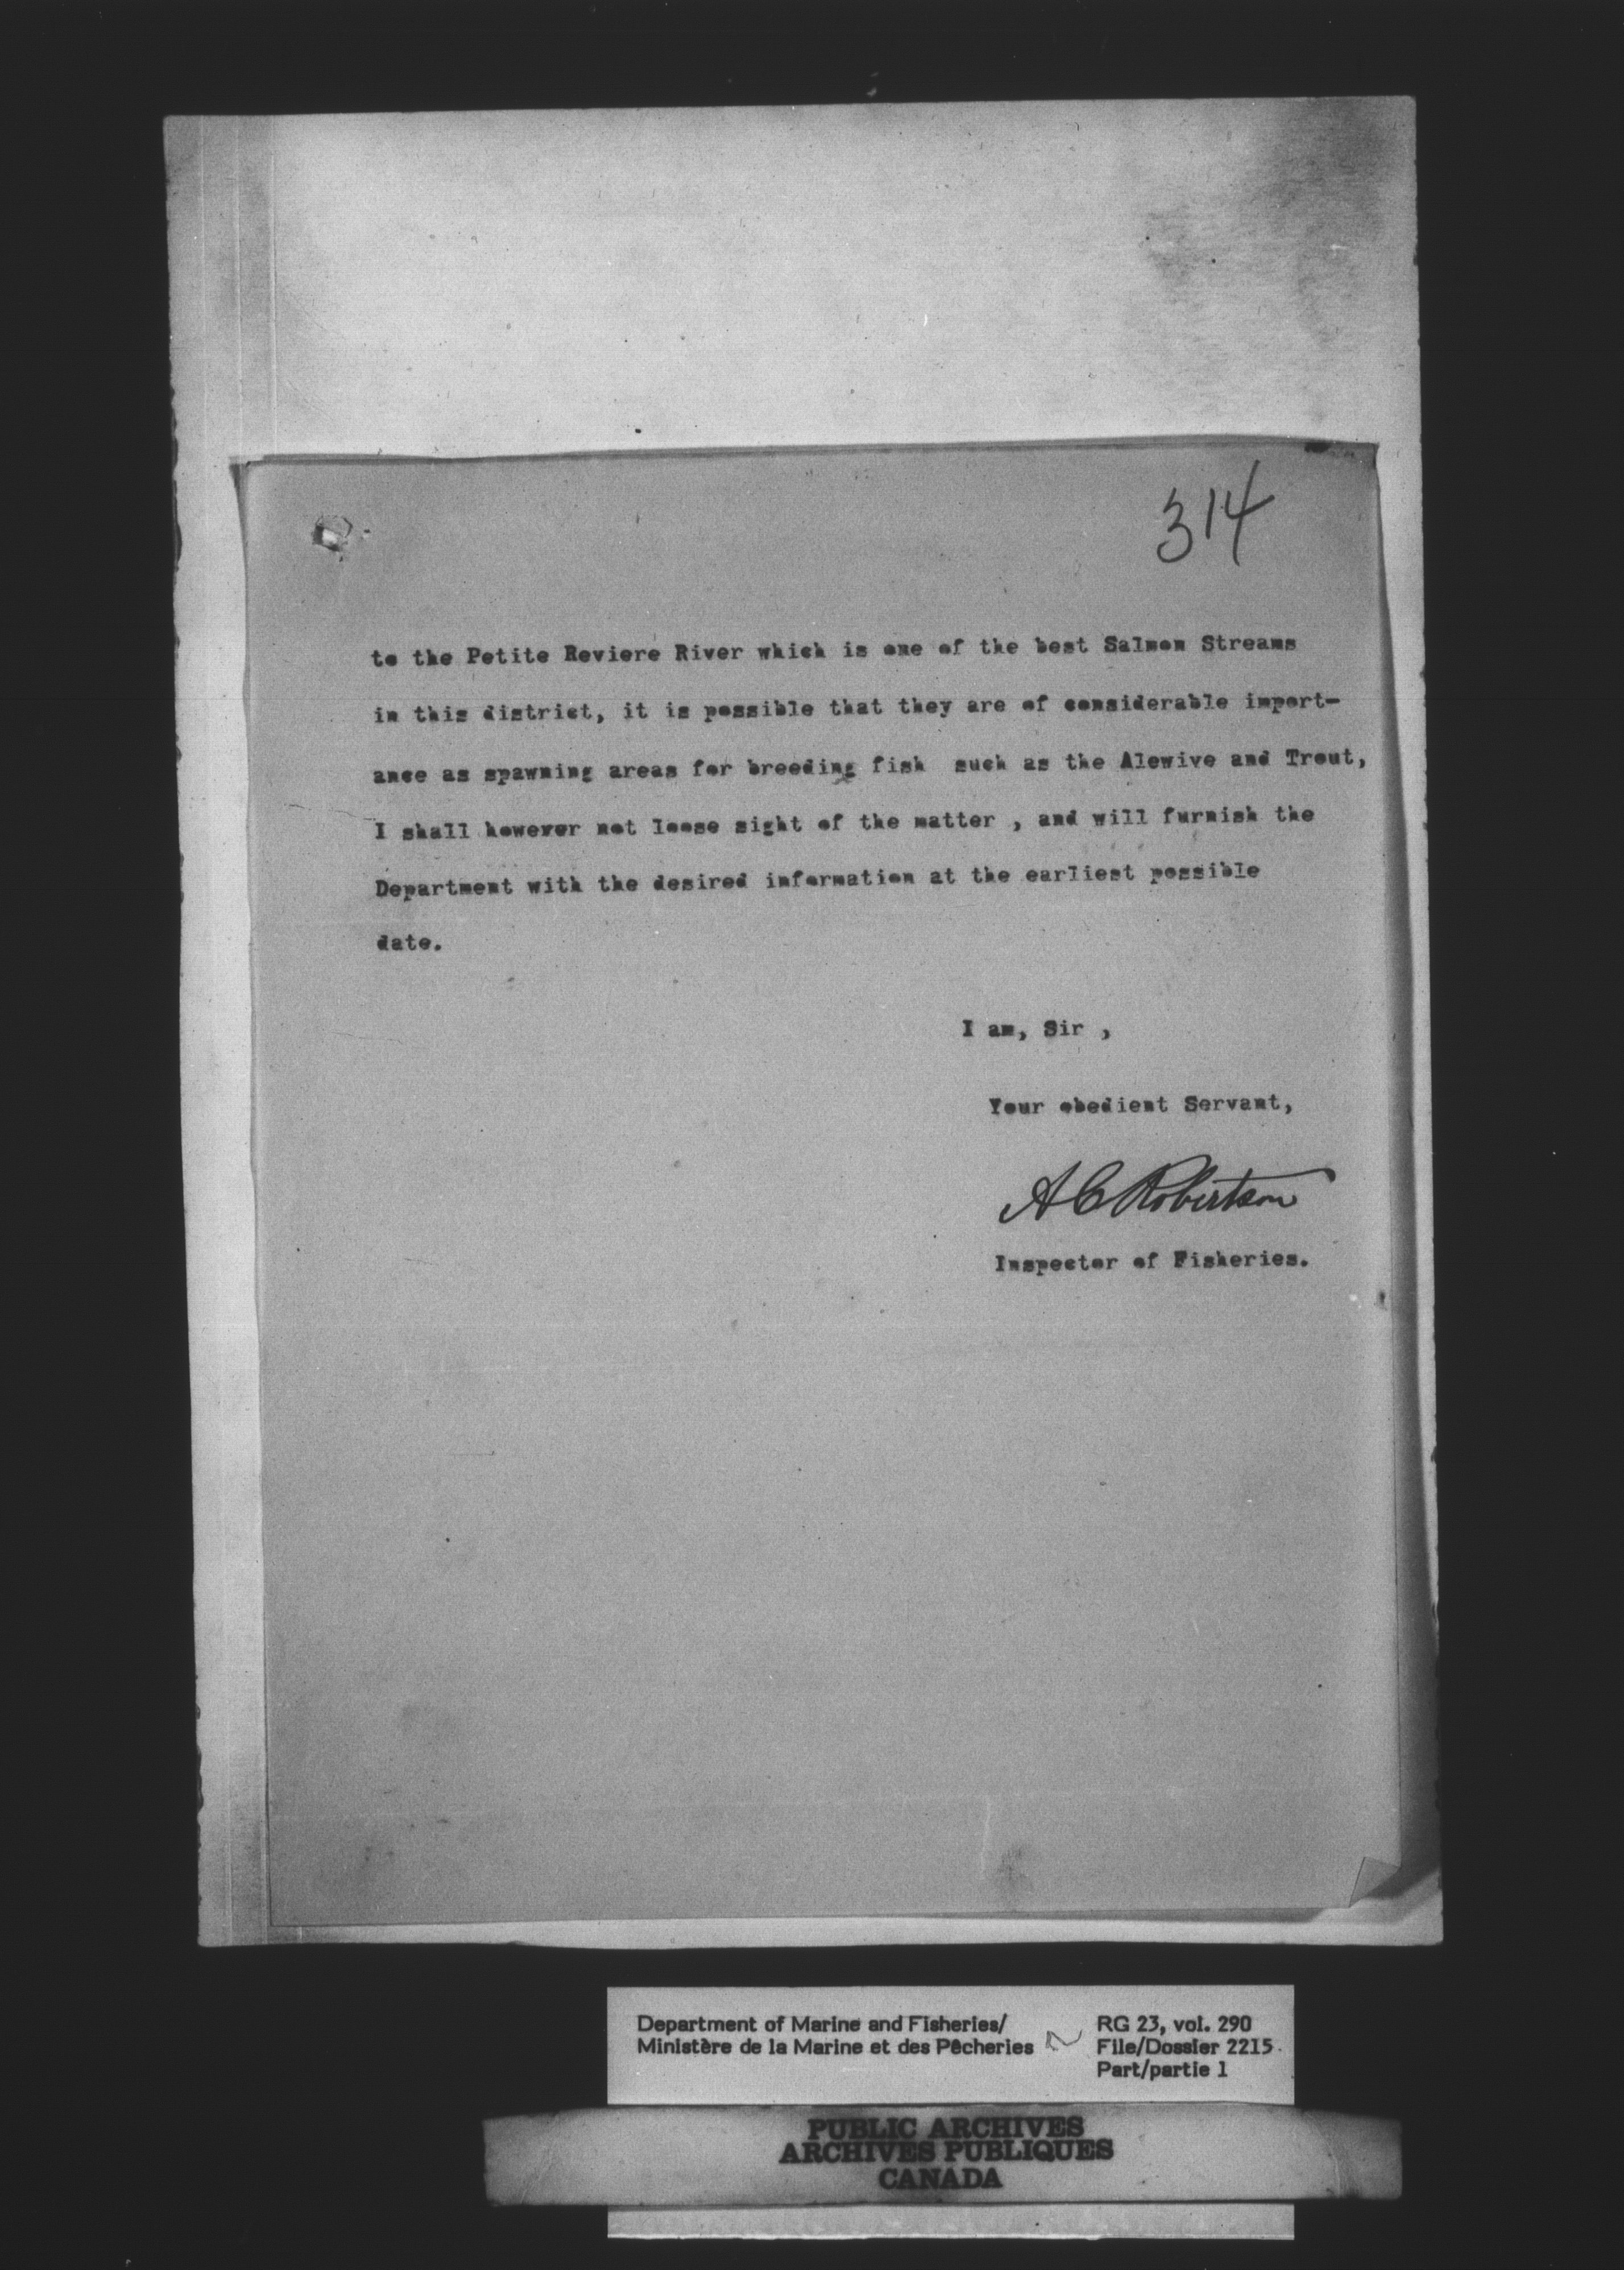 314
to the Petite Reviere River which is one of the best Salmon Streams
in this district, it is possible that they are of considerable import-
ance as spawning areas for breeding fish such as the Alewive and Trout,
I shall however not loose sight of the matter , and will furnish the
Department with the desired information at the earliest possible
date.
I am, Sir ,
Your obedient Servant,
A C Robertson
Inspector of Fisheries.
Department of Marine and Fisheries/
Ministère de la Marine et des Pêcheries
RG 23, vol. 290
File/Dossier 2215
Part/partie 1
PUBLIC ARCHIVES
ARCHIVES PUBLIQUES
CANADA